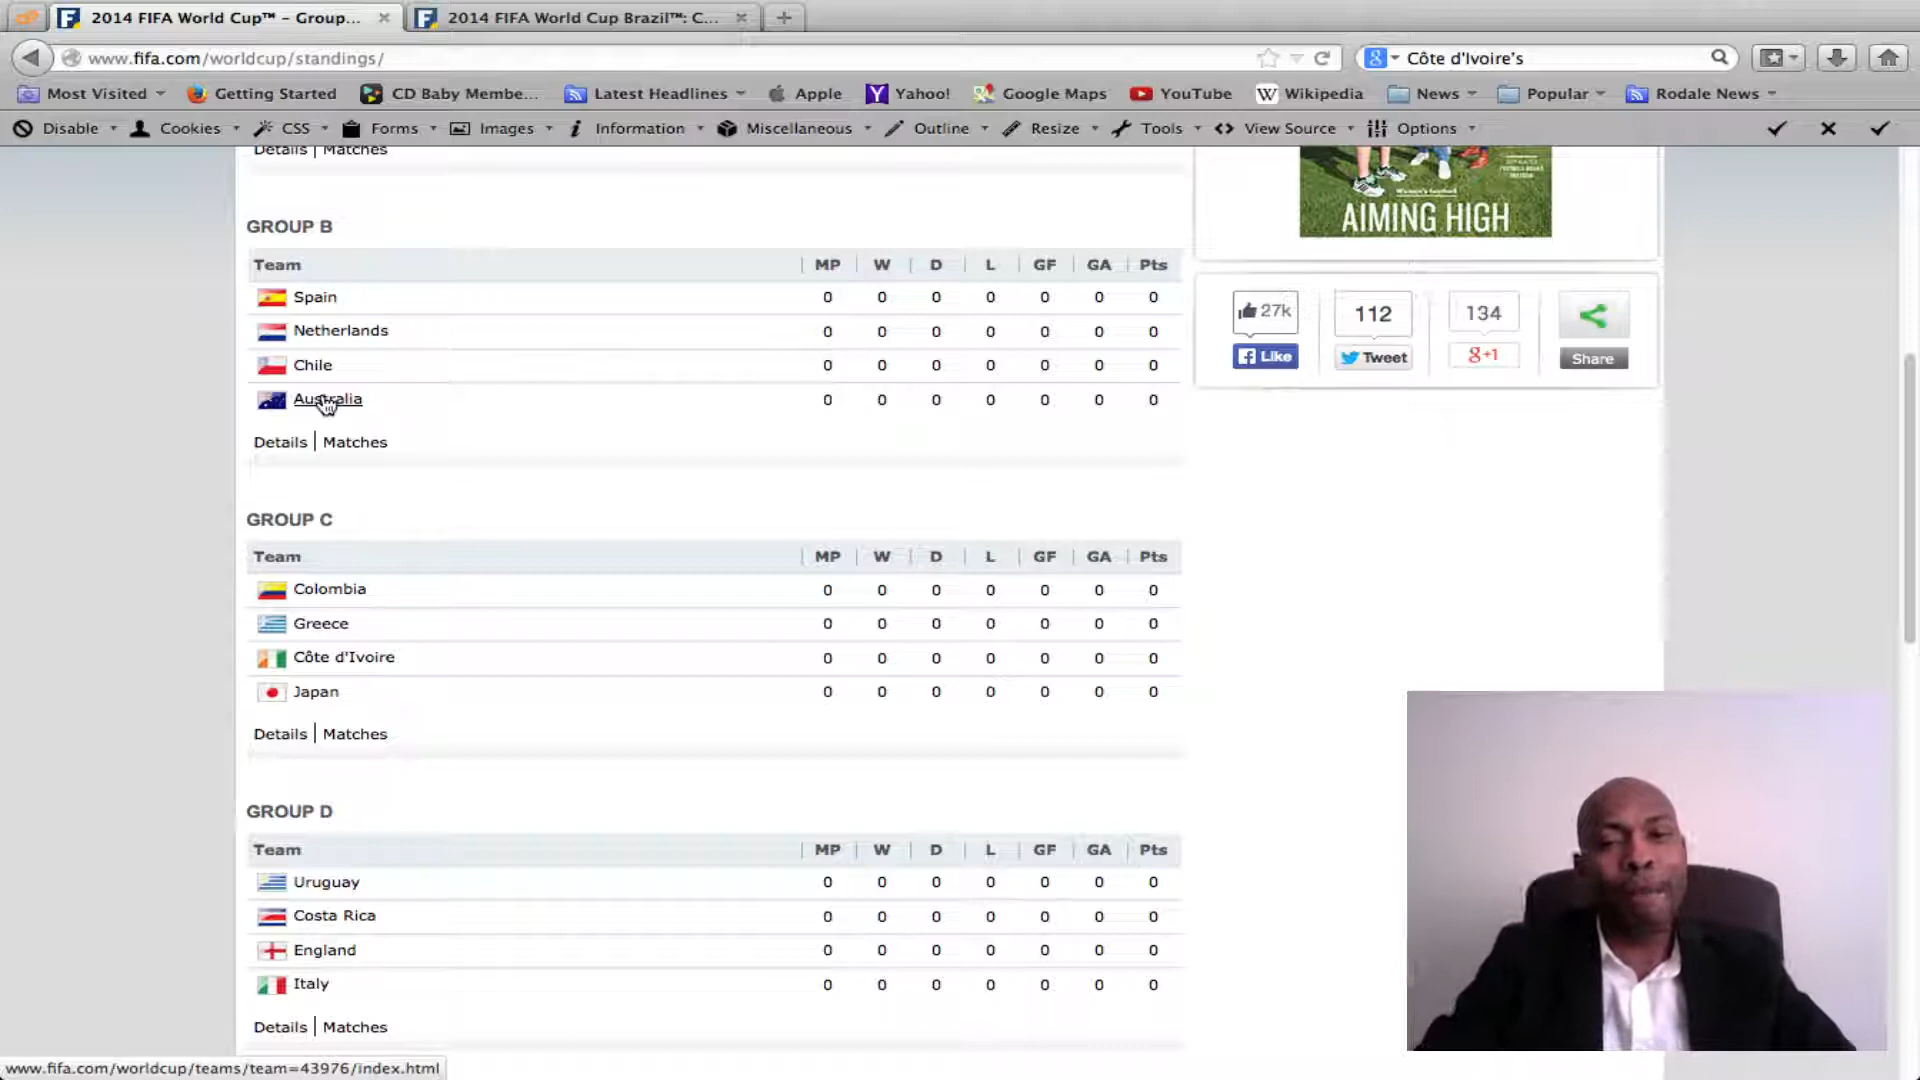 2014 FIFA World Cup™ – Group...
2014 FIFA World Cup Brazil™: C...
www.fifa.com/worldcup/standings/
Côte d'Ivoire's
Most Visited Getting Started CD Baby Membe... Latest Headlines Apple Yahoo! Google Maps YouTube Wikipedia News Popular Rodale News
Disable Cookies CSS Forms Images Information Miscellaneous Outline Resize Tools View Source Options
Details | Matches
AIMING HIGH
GROUP B
Team MP W D L GF GA Pts
Spain 0 0 0 0 0 0 0
Netherlands 0 0 0 0 0 0 0
Chile 0 0 0 0 0 0 0
Australia 0 0 0 0 0 0 0
Details | Matches
27k 112 134
Like Tweet g+1 Share
GROUP C
Team MP W D L GF GA Pts
Colombia 0 0 0 0 0 0 0
Greece 0 0 0 0 0 0 0
Côte d'Ivoire 0 0 0 0 0 0 0
Japan 0 0 0 0 0 0 0
Details | Matches
GROUP D
Team MP W D L GF GA Pts
Uruguay 0 0 0 0 0 0 0
Costa Rica 0 0 0 0 0 0 0
England 0 0 0 0 0 0 0
Italy 0 0 0 0 0 0 0
Details | Matches
www.fifa.com/worldcup/teams/team=43976/index.html